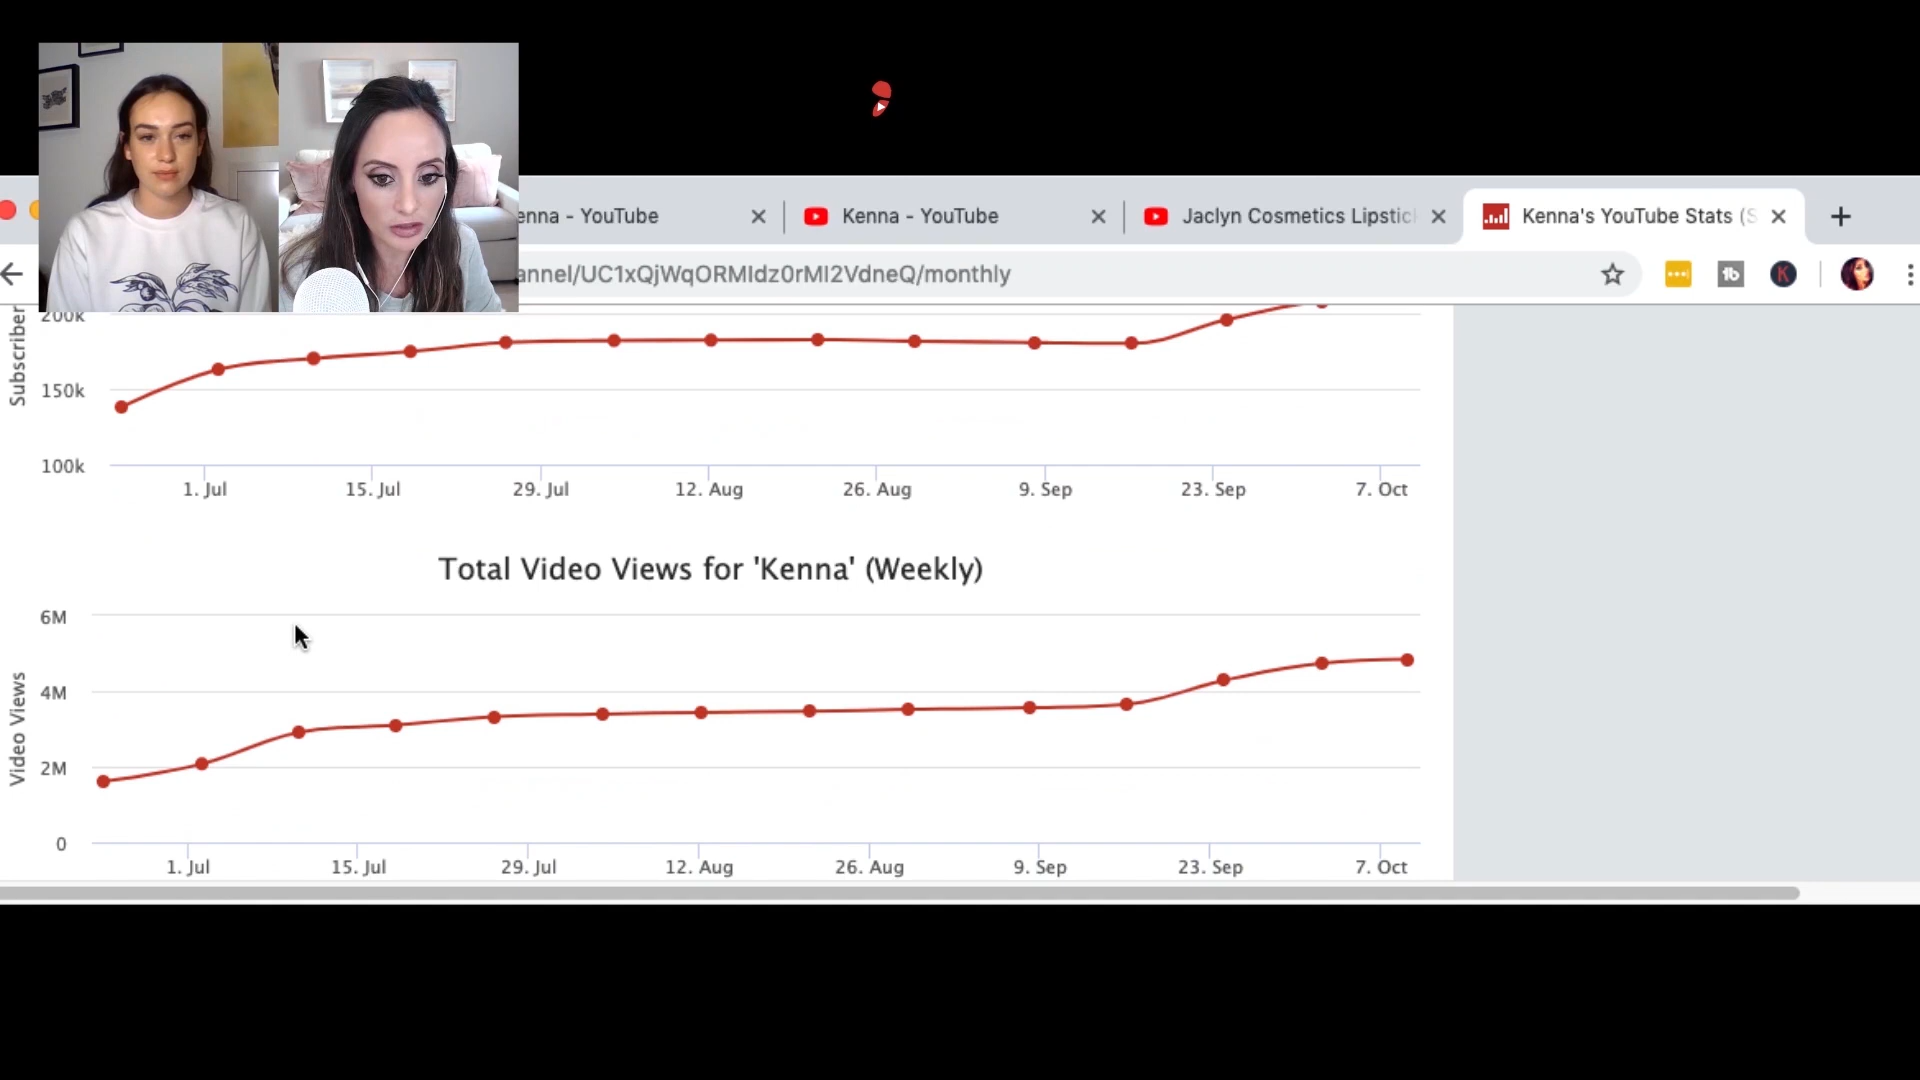 enna - YouTube
Kenna - YouTube
Jaclyn Cosmetics Lipstic
Kenna's YouTube Stats (S
annel/UC1xQjWqORMIdz0rMI2VdneQ/monthly
tb
K
Subscriber
200k
150k
100k
1. Jul 15. Jul 29. Jul 12. Aug 26. Aug 9. Sep 23. Sep 7. Oct
Total Video Views for 'Kenna' (Weekly)
Video Views
6M
4M
2M
0
1. Jul 15. Jul 29. Jul 12. Aug 26. Aug 9. Sep 23. Sep 7. Oct